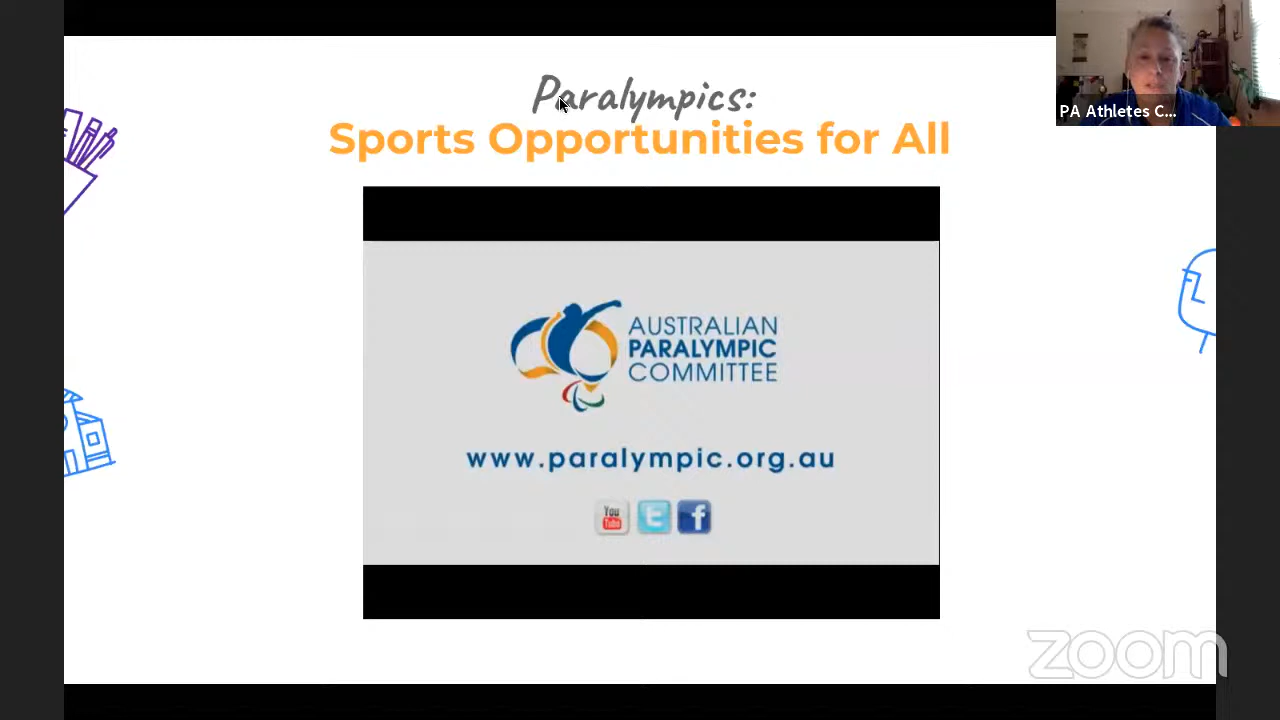 Paralympics:
Sports Opportunities for All
PA Athletes C...
AUSTRALIAN
PARALYMPIC
COMMITTEE
www.paralympic.org.au
You
Tube
t
f
zoom